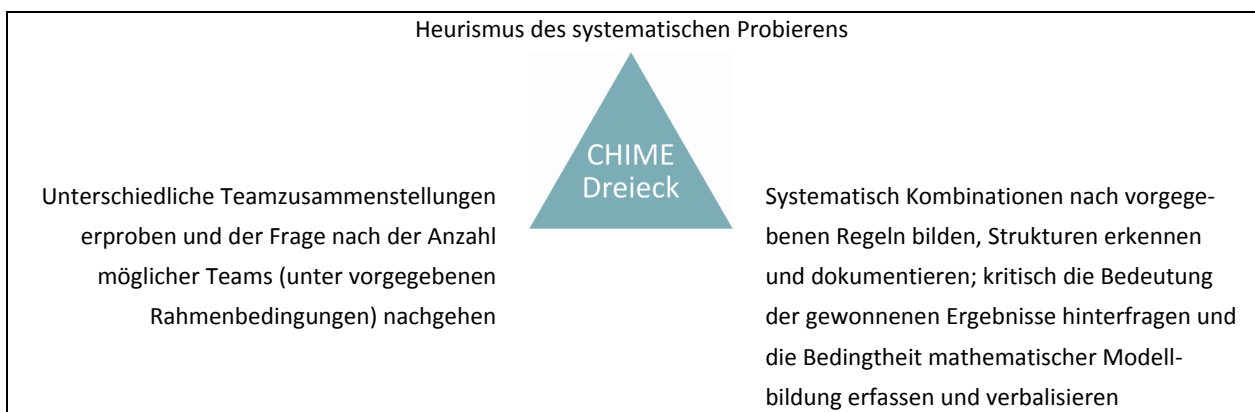 Heurismus des systematischen Probierens
CHIME
Dreieck
Unterschiedliche Teamzusammenstellungen
erproben und der Frage nach der Anzahl
möglicher Teams (unter vorgegebenen
Rahmenbedingungen) nachgehen
Systematisch Kombinationen nach vorgege-
benen Regeln bilden, Strukturen erkennen
und dokumentieren; kritisch die Bedeutung
der gewonnenen Ergebnisse hinterfragen und
die Bedingtheit mathematischer Modell-
bildung erfassen und verbalisieren